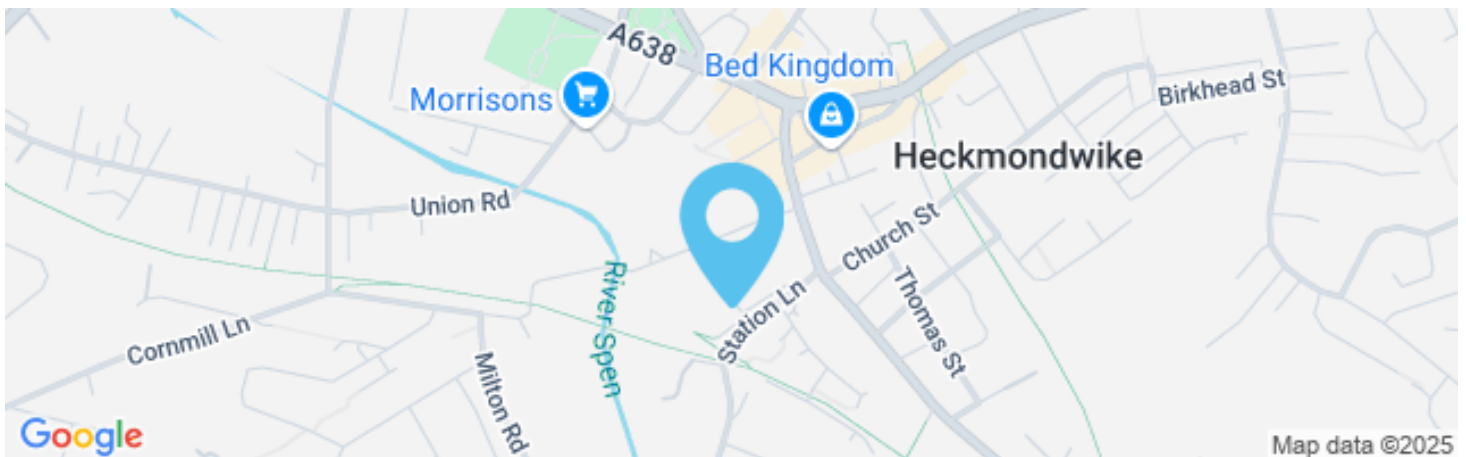 A638
Bed Kingdom
Morrisons
Birkhead St
Heckmondwike
Union Rd
Church St
River Spen
Station Ln
Thomas St
Cornmill Ln
Milton Rd
Google
Map data ©2025